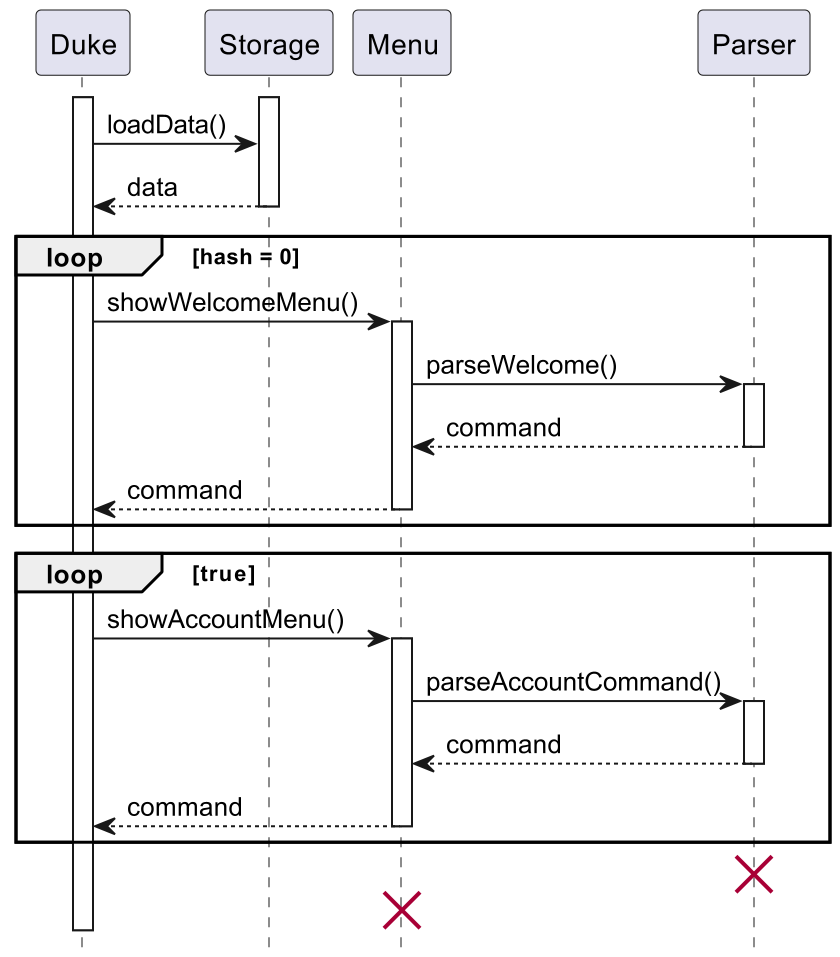 Duke Storage Menu Parser
loadData()
data
loop [hash = 0]
showWelcomeMenu()
parseWelcome()
command
command
loop [true]
showAccountMenu()
parseAccountCommand()
command
command